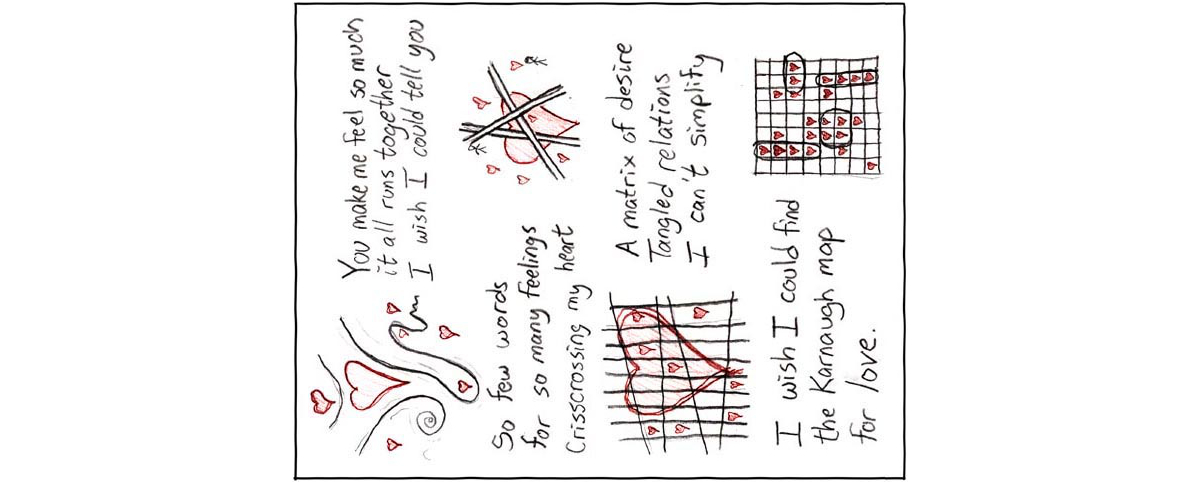 You make me feel so much
it all runs together
I wish I could tell you
So few words
for so many feelings
Crisscrossing my heart
A matrix of desire
Tangled relations
I can't simplify
I wish I could find
the Karnaugh map
for love.